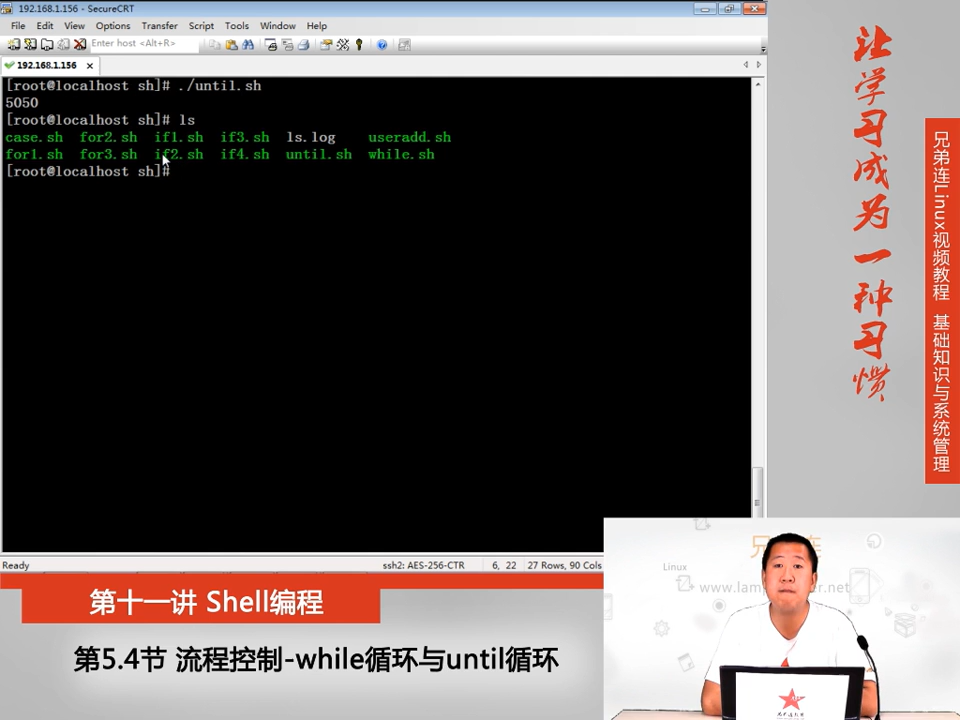 192.168.1.156 - SecureCRT
File Edit View Options Transfer Script Tools Window Help
Enter host <Alt+R>
192.168.1.156
[root@localhost sh]# ./until.sh
5050
[root@localhost sh]# ls
case.sh for2.sh if1.sh if3.sh ls.log useradd.sh
for1.sh for3.sh if2.sh if4.sh until.sh while.sh
[root@localhost sh]#
Ready ssh2: AES-256-CTR 6, 22 27 Rows, 90 Cols
让学习成为一种习惯
兄弟连Linux视频教程 基础知识与系统管理
第十一讲 Shell编程
第5.4节 流程控制-while循环与until循环
Linux